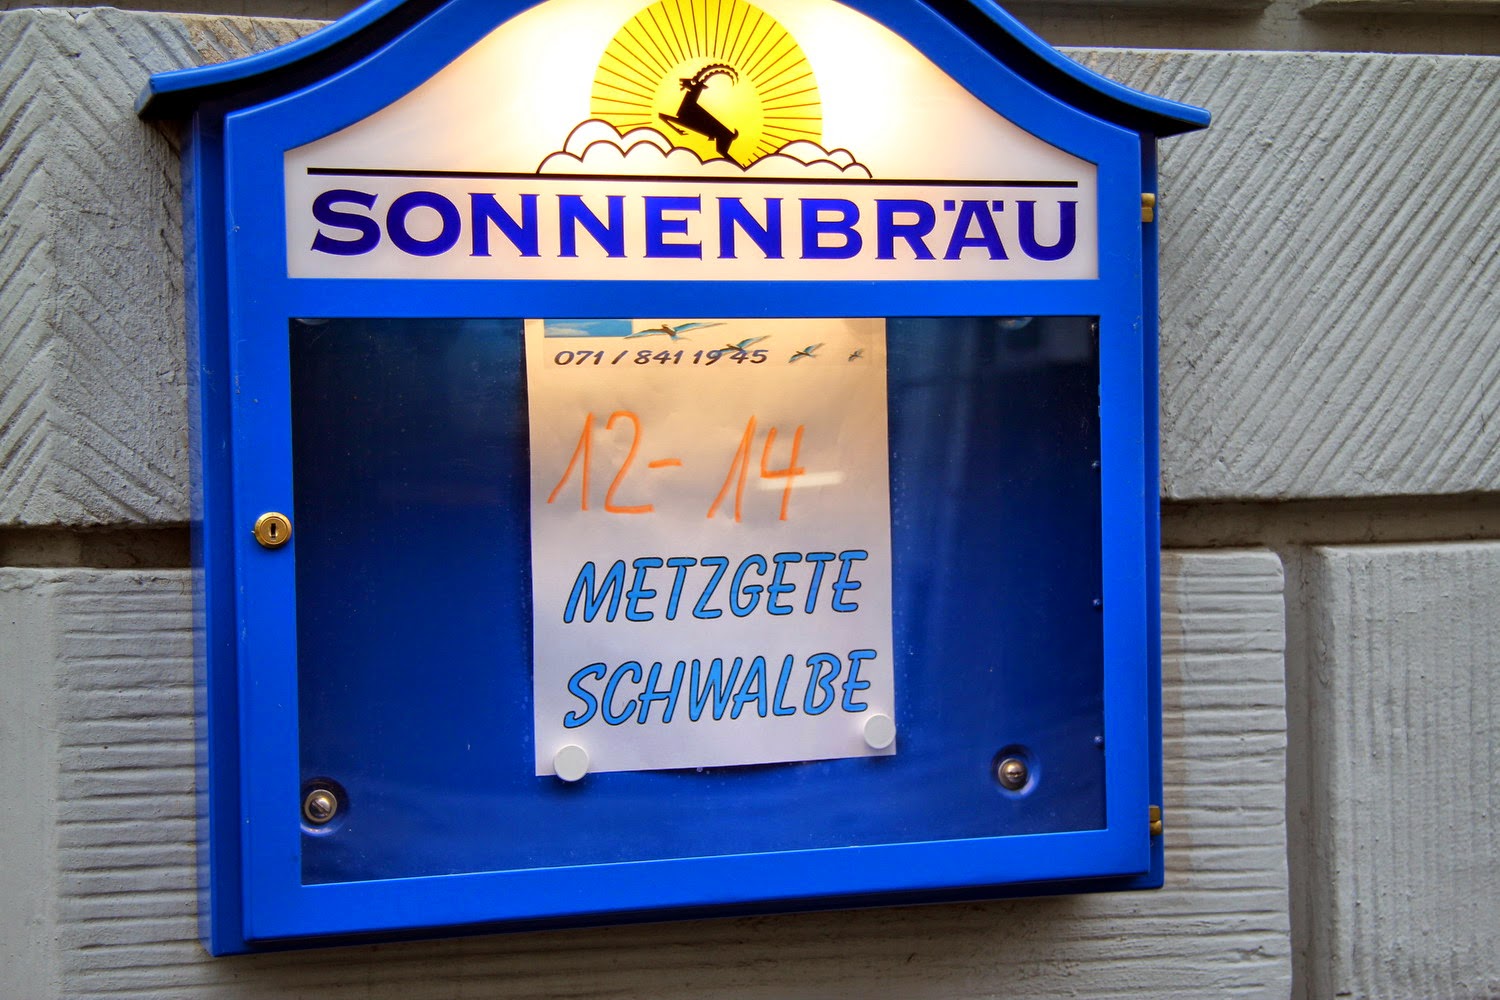 SONNENBRÄU
071 / 841 19 45
12 - 14
METZGETE
SCHWALBE